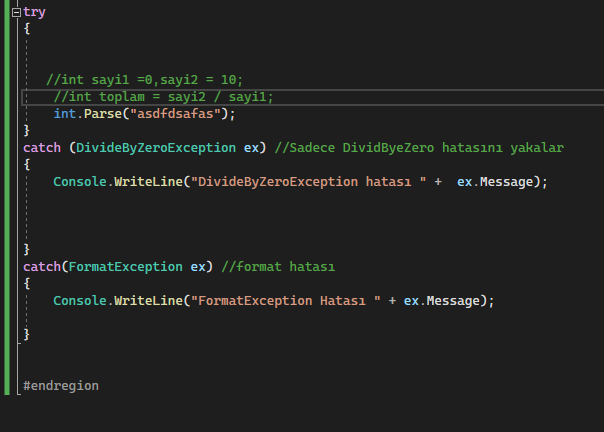 try
{
//int sayi1 =0,sayi2 = 10;
//int toplam = sayi2 / sayi1;
int.Parse("asdfdsafas");
}
catch (DivideByZeroException ex) //Sadece DividByeZero hatasını yakalar
{
Console.WriteLine("DivideByZeroException hatası " +  ex.Message);
}
catch(FormatException ex) //format hatası
{
Console.WriteLine("FormatException Hatası " + ex.Message);
}
#endregion